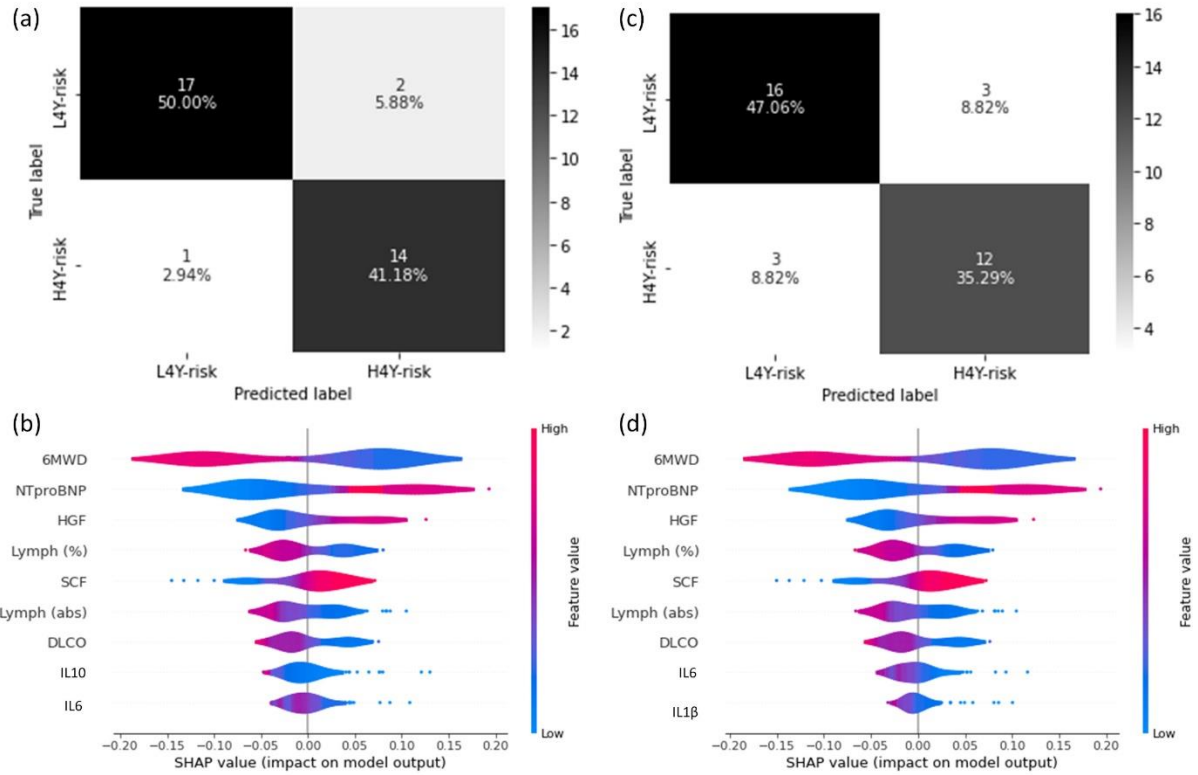 (a)
17
50.00%
2
5.88%
1
2.94%
14
41.18%
L4Y-risk
H4Y-risk
True label
L4Y-risk
H4Y-risk
Predicted label
16
14
12
10
8
6
4
2
(c)
16
47.06%
3
8.82%
3
8.82%
12
35.29%
L4Y-risk
H4Y-risk
True label
L4Y-risk
H4Y-risk
Predicted label
16
14
12
10
8
6
4
(b)
6MWD
NTproBNP
HGF
Lymph (%)
SCF
Lymph (abs)
DLCO
IL10
IL6
−0.20 −0.15 −0.10 −0.05 0.00 0.05 0.10 0.15 0.20
SHAP value (impact on model output)
High
Low
Feature value
(d)
6MWD
NTproBNP
HGF
Lymph (%)
SCF
Lymph (abs)
DLCO
IL6
IL1β
−0.20 −0.15 −0.10 −0.05 0.00 0.05 0.10 0.15 0.20
SHAP value (impact on model output)
High
Low
Feature value